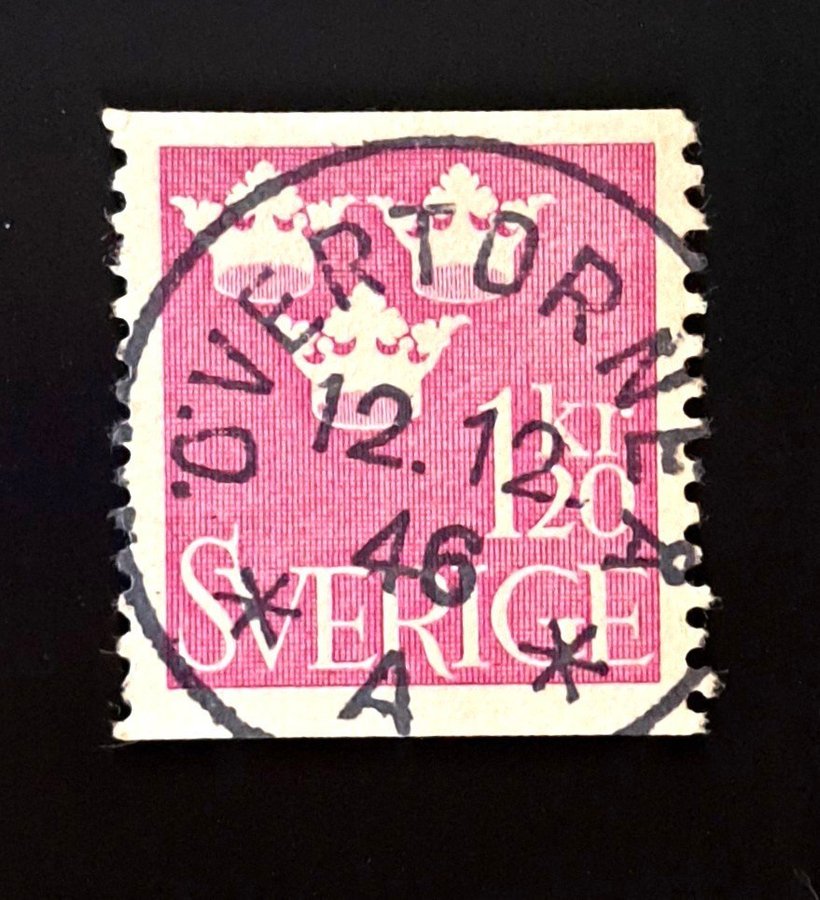 ÖVERTORNEÅ
12.12.
46
* A *
1 kr
20
SVERIGE